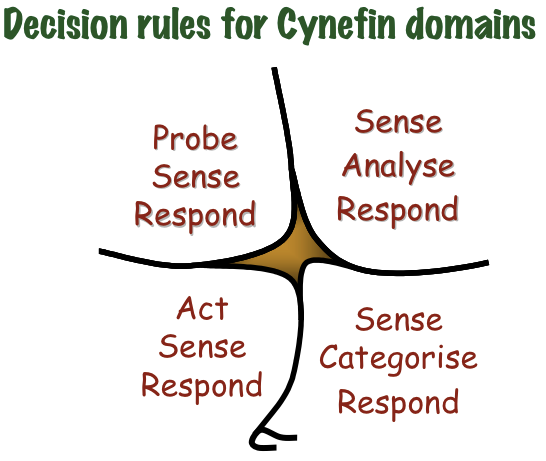 Decision rules for Cynefin domains
Probe
Sense
Respond
Sense
Analyse
Respond
Act
Sense
Respond
Sense
Categorise
Respond